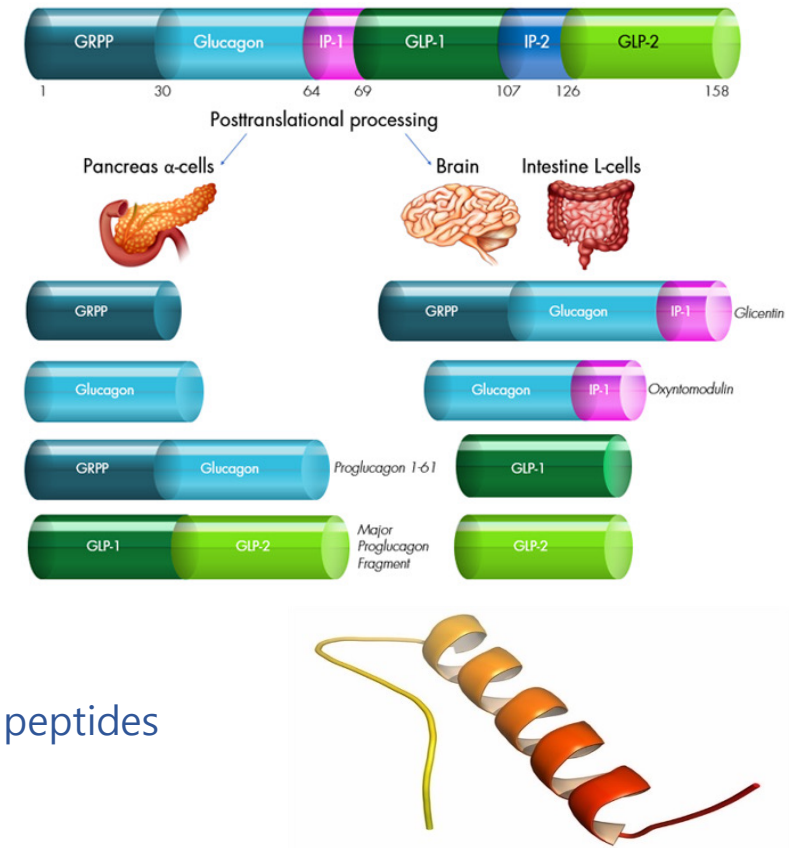 GRPP Glucagon IP-1 GLP-1 IP-2 GLP-2
1 30 64 69 107 126 158
Posttranslational processing
Pancreas α-cells
Brain
Intestine L-cells
GRPP
GRPP Glucagon IP-1 Glicentin
Glucagon
Glucagon IP-1 Oxyntomodulin
GRPP Glucagon Proglucagon 1-61
GLP-1
GLP-1 GLP-2
Major
Proglucagon
Fragment
GLP-2
peptides